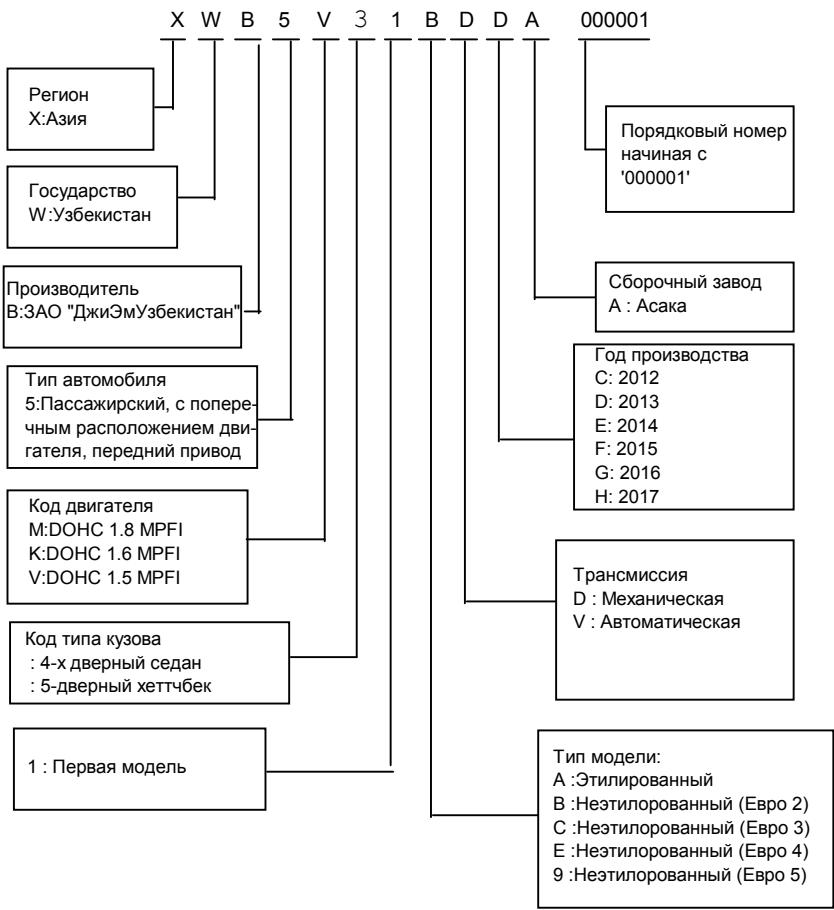 X W B 5 V 3 1 B D D A 000001
Регион
X:Азия
Порядковый номер
начиная с
'000001'
Государство
W:Узбекистан
Производитель
B:ЗАО "ДжиЭмУзбекистан"
Сборочный завод
A : Асака
Тип автомобиля
5:Пассажирский, с попере-
чным расположением дви-
гателя, передний привод
Год производства
C: 2012
D: 2013
E: 2014
F: 2015
G: 2016
H: 2017
Код двигателя
M:DOHC 1.8 MPFI
K:DOHC 1.6 MPFI
V:DOHC 1.5 MPFI
Трансмиссия
D : Механическая
V : Автоматическая
Код типа кузова
: 4-х дверный седан
: 5-дверный хеттчбек
1 : Первая модель
Тип модели:
A :Этилированный
B :Неэтилорованный (Евро 2)
C :Неэтилорованный (Евро 3)
E :Неэтилорованный (Евро 4)
9 :Неэтилорованный (Евро 5)